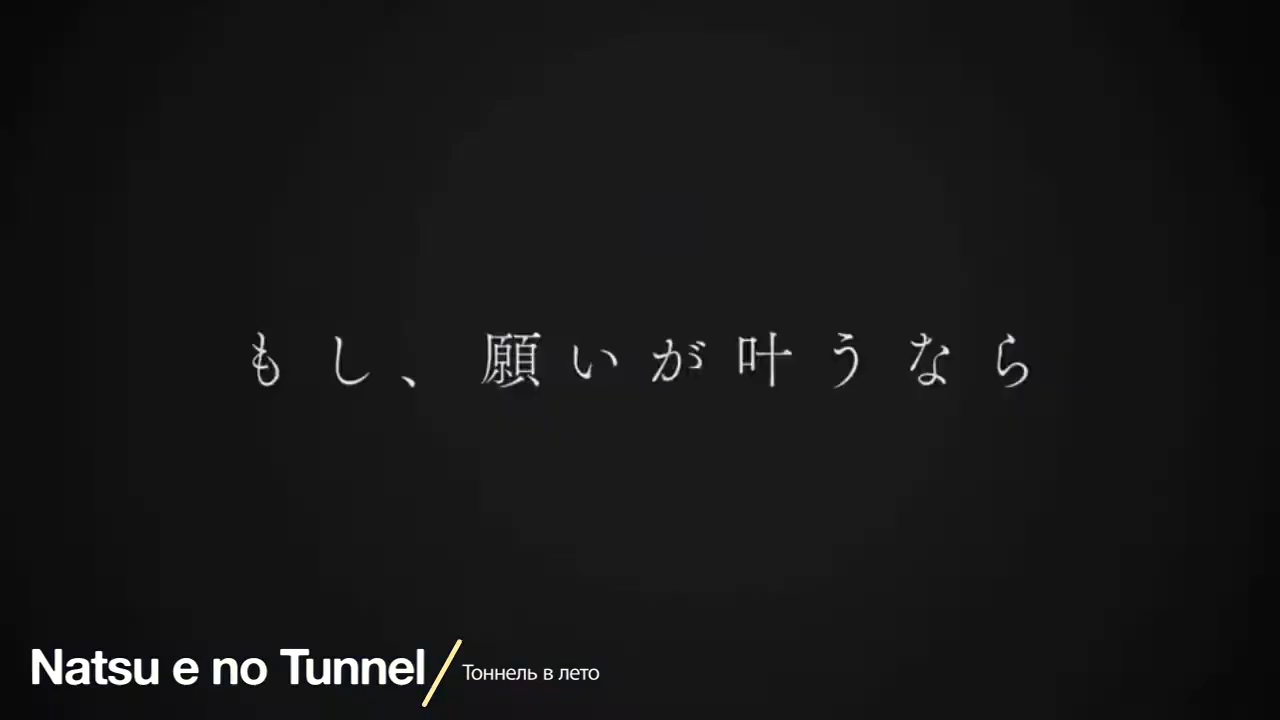 もし、願いが叶うなら
Natsu e no Tunnel / Тоннель в лето